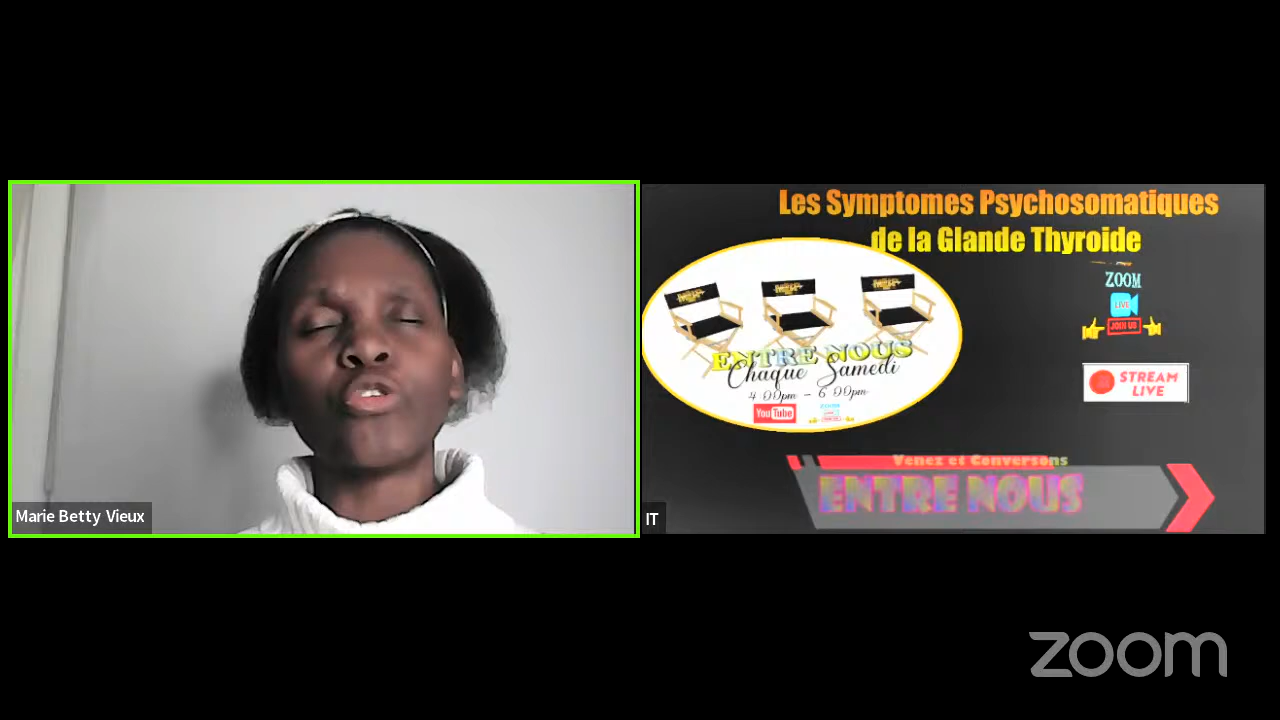 Marie Betty Vieux
Les Symptomes Psychosomatiques
de la Glande Thyroide
ZOOM
LIVE
JOIN US
STREAM
LIVE
ENTRE NOUS
Chaque Samedi
4 00pm - 6 00pm
YouTube
ZOOM
Venez et Conversons
ENTRE NOUS
IT
zoom